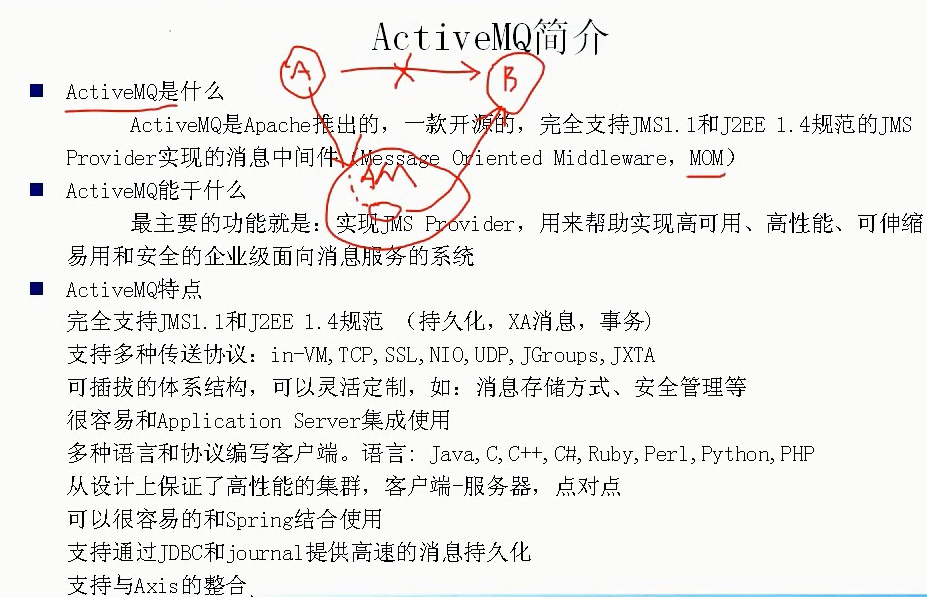 ActiveMQ简介
A
B
AM
ActiveMQ是什么
ActiveMQ是Apache推出的，一款开源的，完全支持JMS1.1和J2EE 1.4规范的JMS
Provider实现的消息中间件（Message Oriented Middleware，MOM）
ActiveMQ能干什么
最主要的功能就是：实现JMS Provider，用来帮助实现高可用、高性能、可伸缩
易用和安全的企业级面向消息服务的系统
ActiveMQ特点
完全支持JMS1.1和J2EE 1.4规范 （持久化，XA消息，事务)
支持多种传送协议：in-VM,TCP,SSL,NIO,UDP,JGroups,JXTA
可插拔的体系结构，可以灵活定制，如：消息存储方式、安全管理等
很容易和Application Server集成使用
多种语言和协议编写客户端。语言: Java,C,C++,C#,Ruby,Perl,Python,PHP
从设计上保证了高性能的集群，客户端-服务器，点对点
可以很容易的和Spring结合使用
支持通过JDBC和journal提供高速的消息持久化
支持与Axis的整合